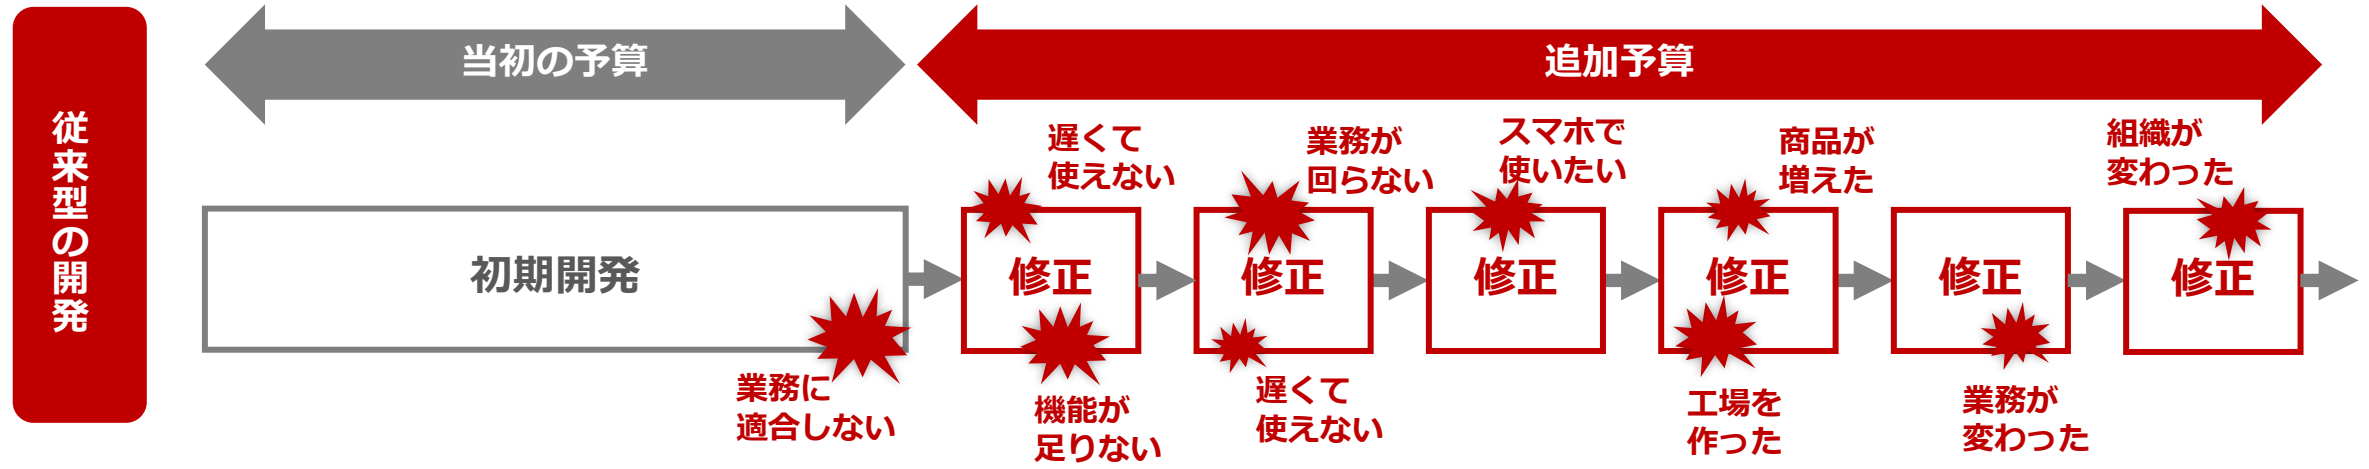 従来型の開発
当初の予算
追加予算
遅くて
使えない
業務が
回らない
スマホで
使いたい
商品が
増えた
組織が
変わった
初期開発
修正
修正
修正
修正
修正
修正
業務に
適合しない
機能が
足りない
遅くて
使えない
工場を
作った
業務が
変わった